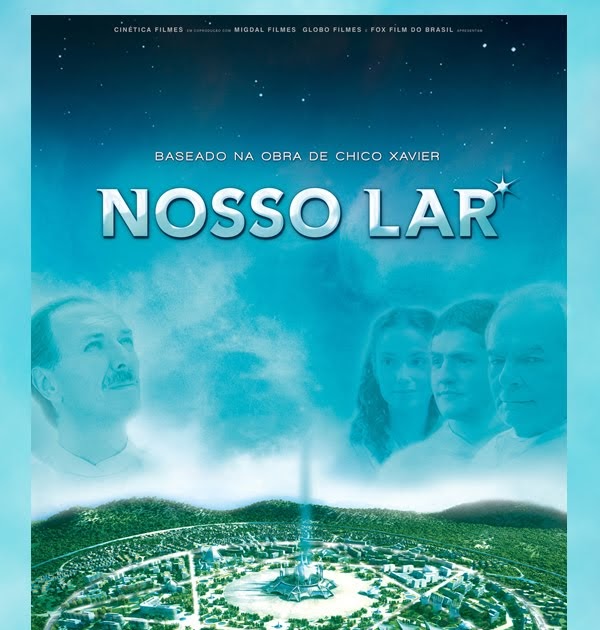 CINÉTICA FILMES EM COPRODUÇÃO COM MIGDAL FILMES GLOBO FILMES E FOX FILM DO BRASIL APRESENTAM
BASEADO NA OBRA DE CHICO XAVIER
NOSSO LAR